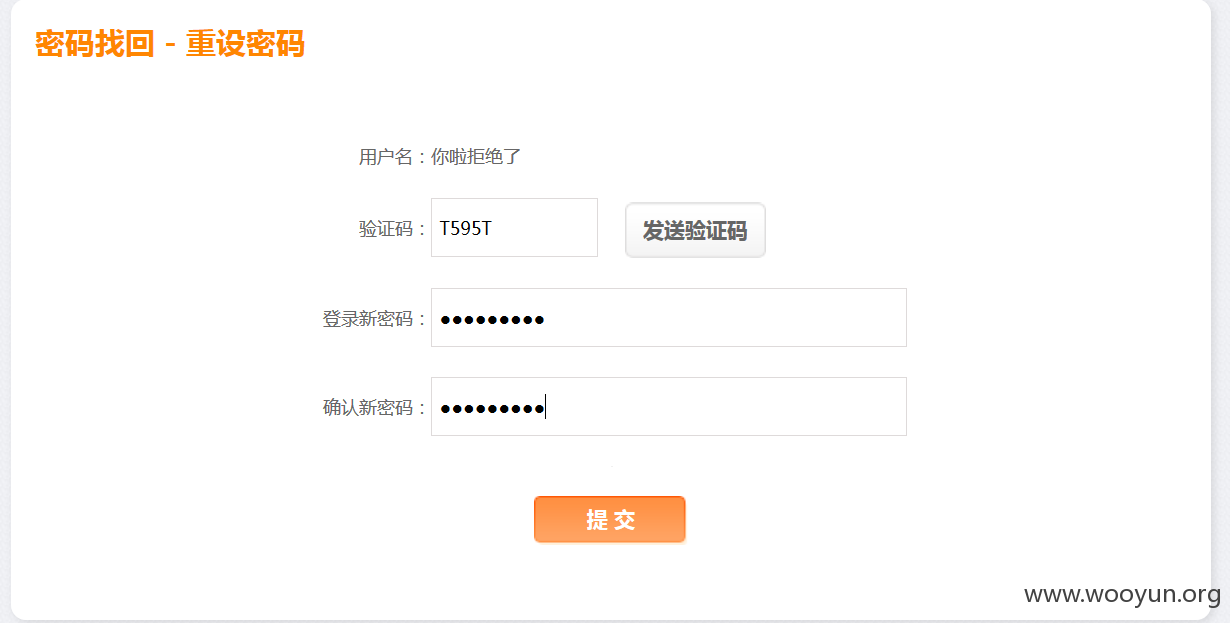 密码找回 - 重设密码
用户名：你啦拒绝了
验证码： T595T 发送验证码
登录新密码： ●●●●●●●●●
确认新密码： ●●●●●●●●●
提 交
www.wooyun.org